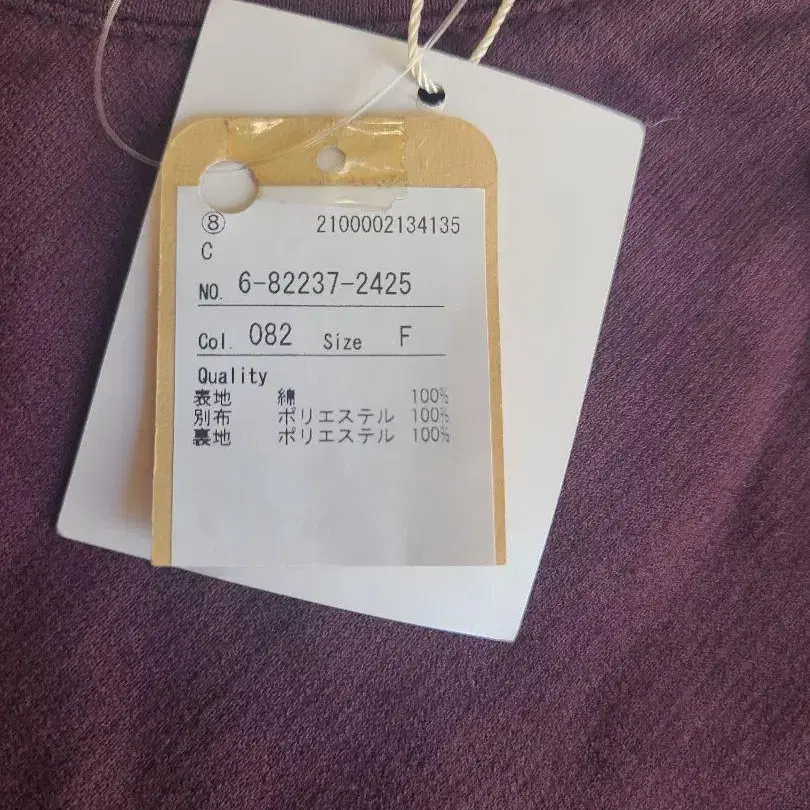 ⑧ 2100002134135
C
NO. 6-82237-2425
Col. 082 Size F
Quality
表地 綿 100%
別布 ポリエステル 100%
裏地 ポリエステル 100%